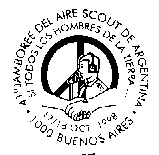 41º JAMBOREE DEL AIRE SCOUT DE ARGENTINA
SI TODOS LOS HOMBRES DE LA TIERRA...
17/18 OCT. 1998
• 1000 BUENOS AIRES •